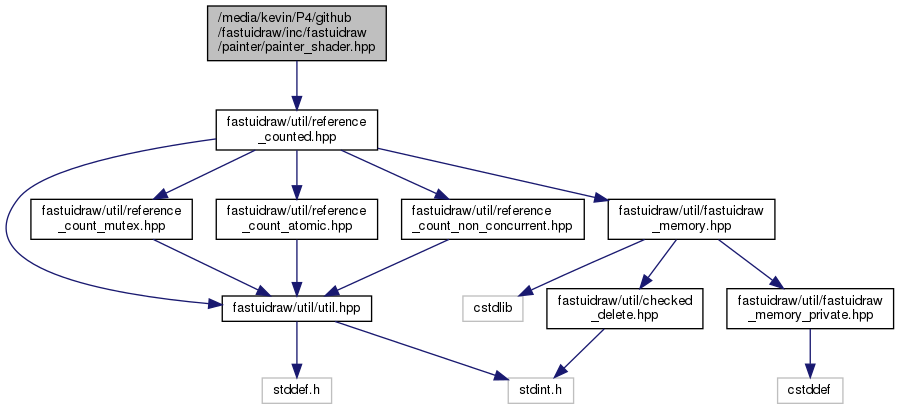 /media/kevin/P4/github
/fastuidraw/inc/fastuidraw
/painter/painter_shader.hpp
fastuidraw/util/reference
_counted.hpp
fastuidraw/util/reference
_count_mutex.hpp
fastuidraw/util/reference
_count_atomic.hpp
fastuidraw/util/reference
_count_non_concurrent.hpp
fastuidraw/util/fastuidraw
_memory.hpp
fastuidraw/util/util.hpp
cstdlib
fastuidraw/util/checked
_delete.hpp
fastuidraw/util/fastuidraw
_memory_private.hpp
stddef.h
stdint.h
cstddef